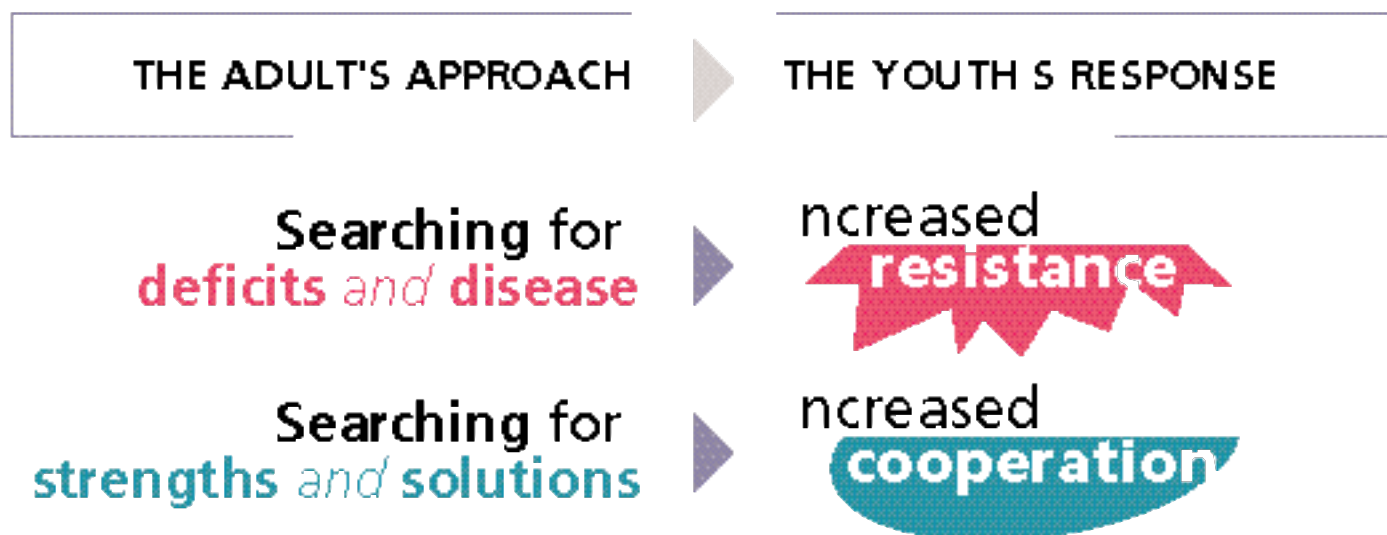 THE ADULT'S APPROACH
THE YOUTH S RESPONSE
Searching for
deficits and disease
ncreased
resistance
Searching for
strengths and solutions
ncreased
cooperation